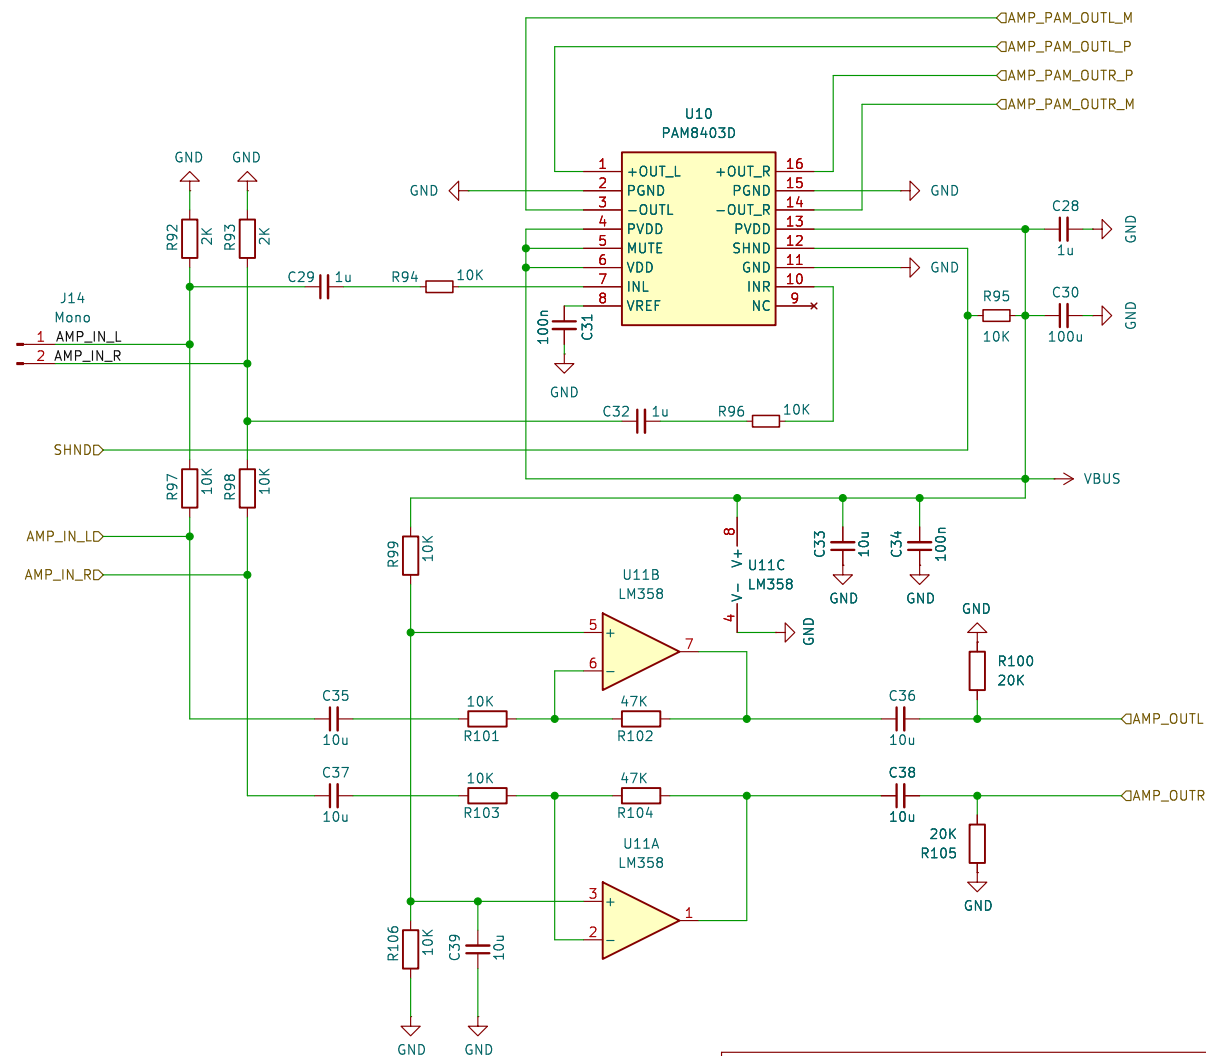 AMP_PAM_OUTL_M
AMP_PAM_OUTL_P
AMP_PAM_OUTR_P
AMP_PAM_OUTR_M
U10
PAM8403D
1 +OUT_L +OUT_R 16
2 PGND PGND 15
3 -OUTL -OUT_R 14
4 PVDD PVDD 13
5 MUTE SHND 12
6 VDD GND 11
7 INL INR 10
8 VREF NC 9
GND
GND
GND
GND
GND
R92 2K
R93 2K
C28
1u
GND
C29 1u
R94 10K
J14
Mono
1 AMP_IN_L
2 AMP_IN_R
100n C31
GND
R95
10K
C30
100u
GND
C32 1u
R96 10K
SHND
R97 10K
R98 10K
VBUS
AMP_IN_L
AMP_IN_R
R99 10K
8 V+
U11C
LM358
V- 4
GND
C33 10u
GND
C34 100n
GND
U11B
LM358
5 +
6 -
7
GND
R100
20K
C35
10u
10K
R101
47K
R102
C36
10u
AMP_OUTL
C37
10u
10K
R103
47K
R104
C38
10u
AMP_OUTR
U11A
LM358
3 +
2 -
1
20K
R105
GND
R106 10K
C39 10u
GND
GND